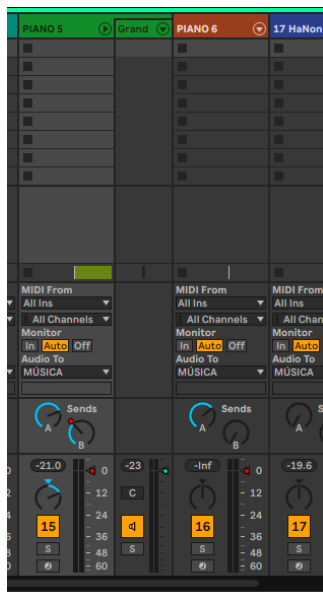 PIANO 5 Grand PIANO 6 17 HaNon
MIDI From MIDI From MIDI From
All Ins All Ins All Ins
All Channels All Channels All Chan
Monitor Monitor Monitor
In Auto Off In Auto Off In Auto
Audio To Audio To Audio To
MÚSICA MÚSICA MÚSICA
Sends Sends S
A A A
B B
-21.0 0 -23 -Inf 0 -19.6
12 C 12
24 24
15 36 16 36 17
S 48 S S 48 S
60 60